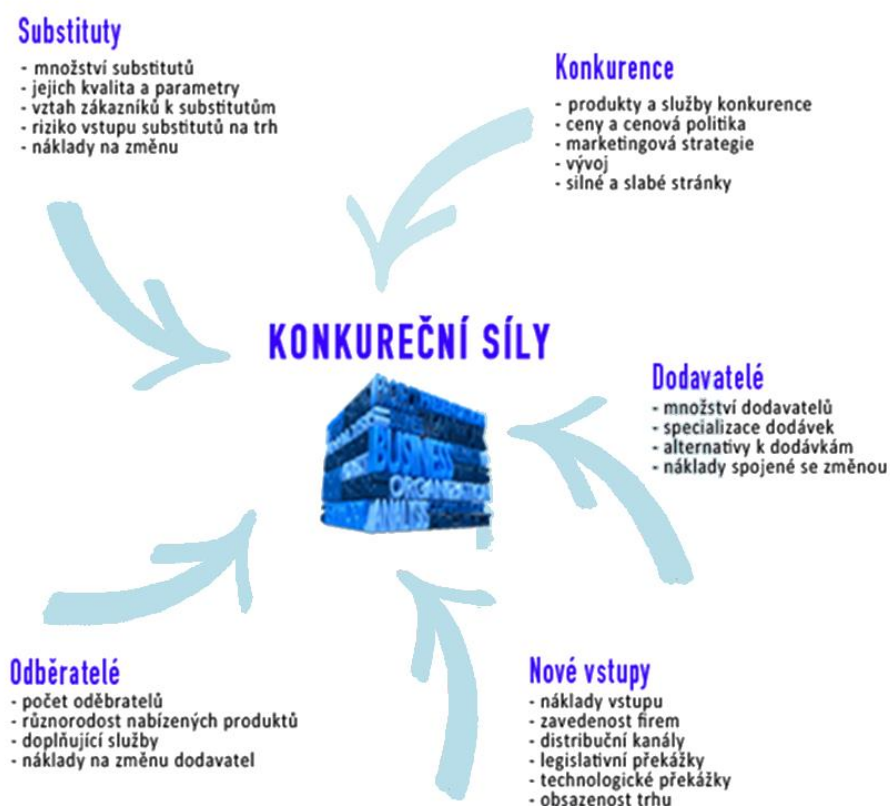 Substituty
- množství substitutů
- jejich kvalita a parametry
- vztah zákazníků k substitutům
- riziko vstupu substitutů na trh
- náklady na změnu
Konkurence
- produkty a služby konkurence
- ceny a cenová politika
- marketingová strategie
- vývoj
- silné a slabé stránky
KONKUREČNÍ SÍLY
BUSINESS
ORGANIZATION
ANALISS
Dodavatelé
- množství dodavatelů
- specializace dodávek
- alternativy k dodávkám
- náklady spojené se změnou
Odběratelé
- počet oděbratelů
- různorodost nabízených produktů
- doplňující služby
- náklady na změnu dodavatel
Nové vstupy
- náklady vstupu
- zavedenost firem
- distribuční kanály
- legislativní překážky
- technologické překážky
- obsazenost trhu